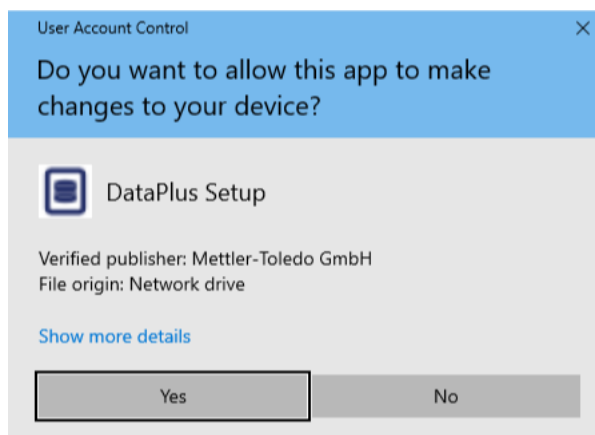 User Account Control
Do you want to allow this app to make
changes to your device?
DataPlus Setup
Verified publisher: Mettler-Toledo GmbH
File origin: Network drive
Show more details
Yes
No